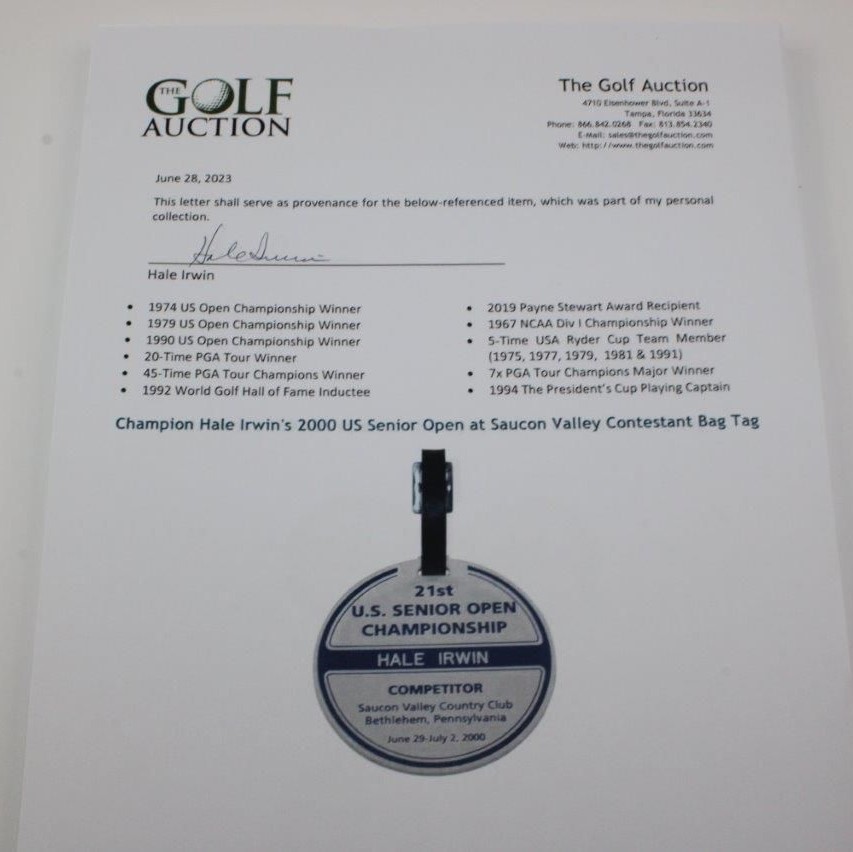 THE
GOLF
AUCTION
The Golf Auction
4710 Eisenhower Blvd, Suite A-1
Tampa, Florida 33634
Phone: 866.842.0268 Fax: 813.854.2340
E-Mail: sales@thegolfauction.com
Web: http://www.thegolfauction.com
June 28, 2023
This letter shall serve as provenance for the below-referenced item, which was part of my personal
collection.
Hale Irwin
Hale Irwin
• 1974 US Open Championship Winner
• 1979 US Open Championship Winner
• 1990 US Open Championship Winner
• 20-Time PGA Tour Winner
• 45-Time PGA Tour Champions Winner
• 1992 World Golf Hall of Fame Inductee
• 2019 Payne Stewart Award Recipient
• 1967 NCAA Div I Championship Winner
• 5-Time USA Ryder Cup Team Member
(1975, 1977, 1979, 1981 & 1991)
• 7x PGA Tour Champions Major Winner
• 1994 The President's Cup Playing Captain
Champion Hale Irwin's 2000 US Senior Open at Saucon Valley Contestant Bag Tag
21st
U.S. SENIOR OPEN
CHAMPIONSHIP
HALE IRWIN
COMPETITOR
Saucon Valley Country Club
Bethlehem, Pennsylvania
June 29-July 2, 2000